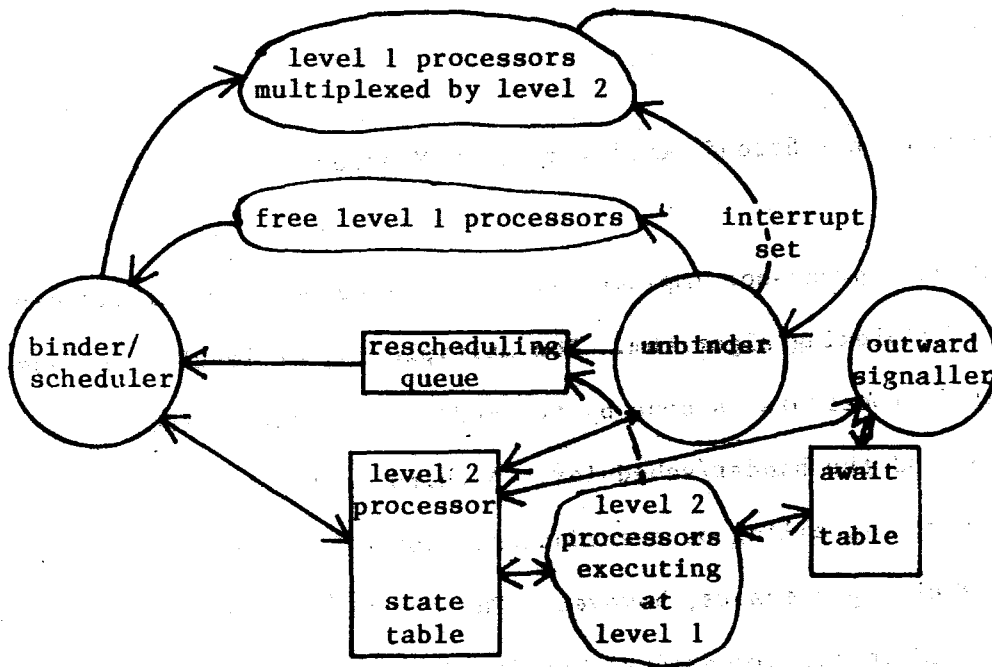 level 1 processors
multiplexed by level 2
free level 1 processors
interrupt
set
binder/
scheduler
rescheduling
queue
unbinder
outward
signaller
level 2
processor
state
table
level 2
processors
executing
at
level 1
await
table